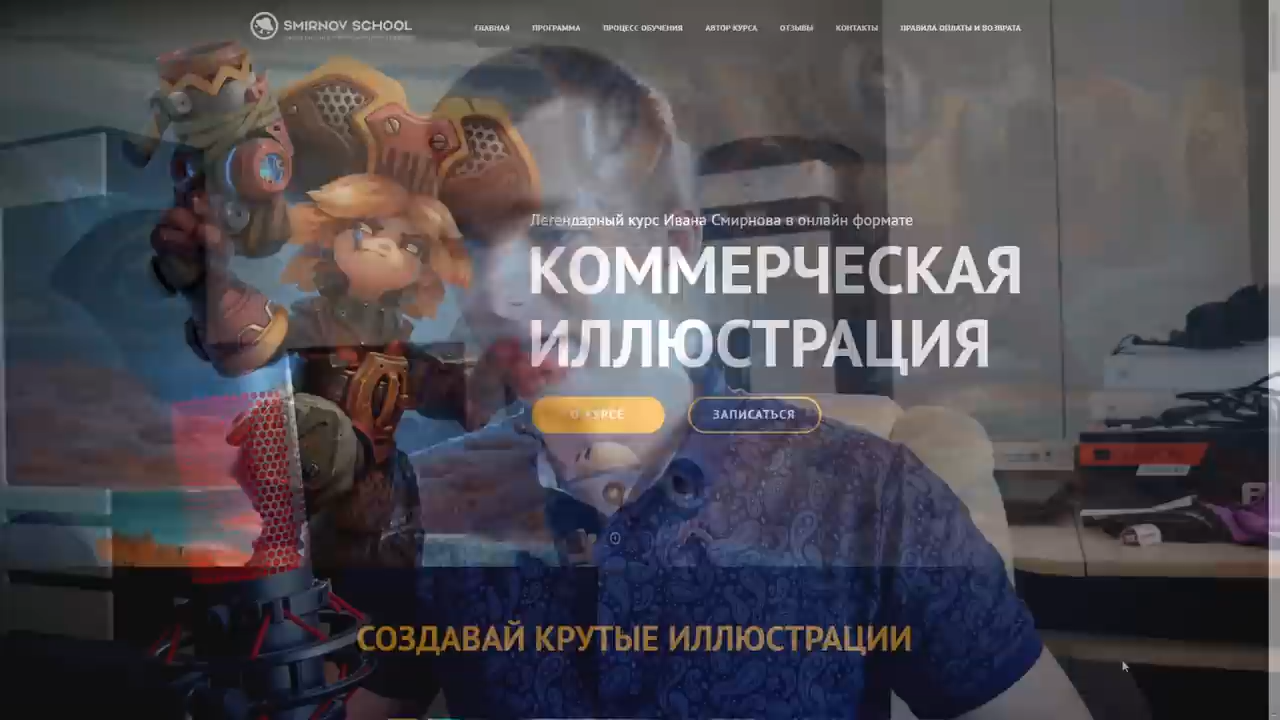 SMIRNOV SCHOOL
ГЛАВНАЯ ПРОГРАММА ПРОЦЕСС ОБУЧЕНИЯ АВТОР КУРСА ОТЗЫВЫ КОНТАКТЫ ПРАВИЛА ОПЛАТЫ И ВОЗВРАТА
Легендарный курс Ивана Смирнова в онлайн формате
КОММЕРЧЕСКАЯ
ИЛЛЮСТРАЦИЯ
О КУРСЕ ЗАПИСАТЬСЯ
СОЗДАВАЙ КРУТЫЕ ИЛЛЮСТРАЦИИ